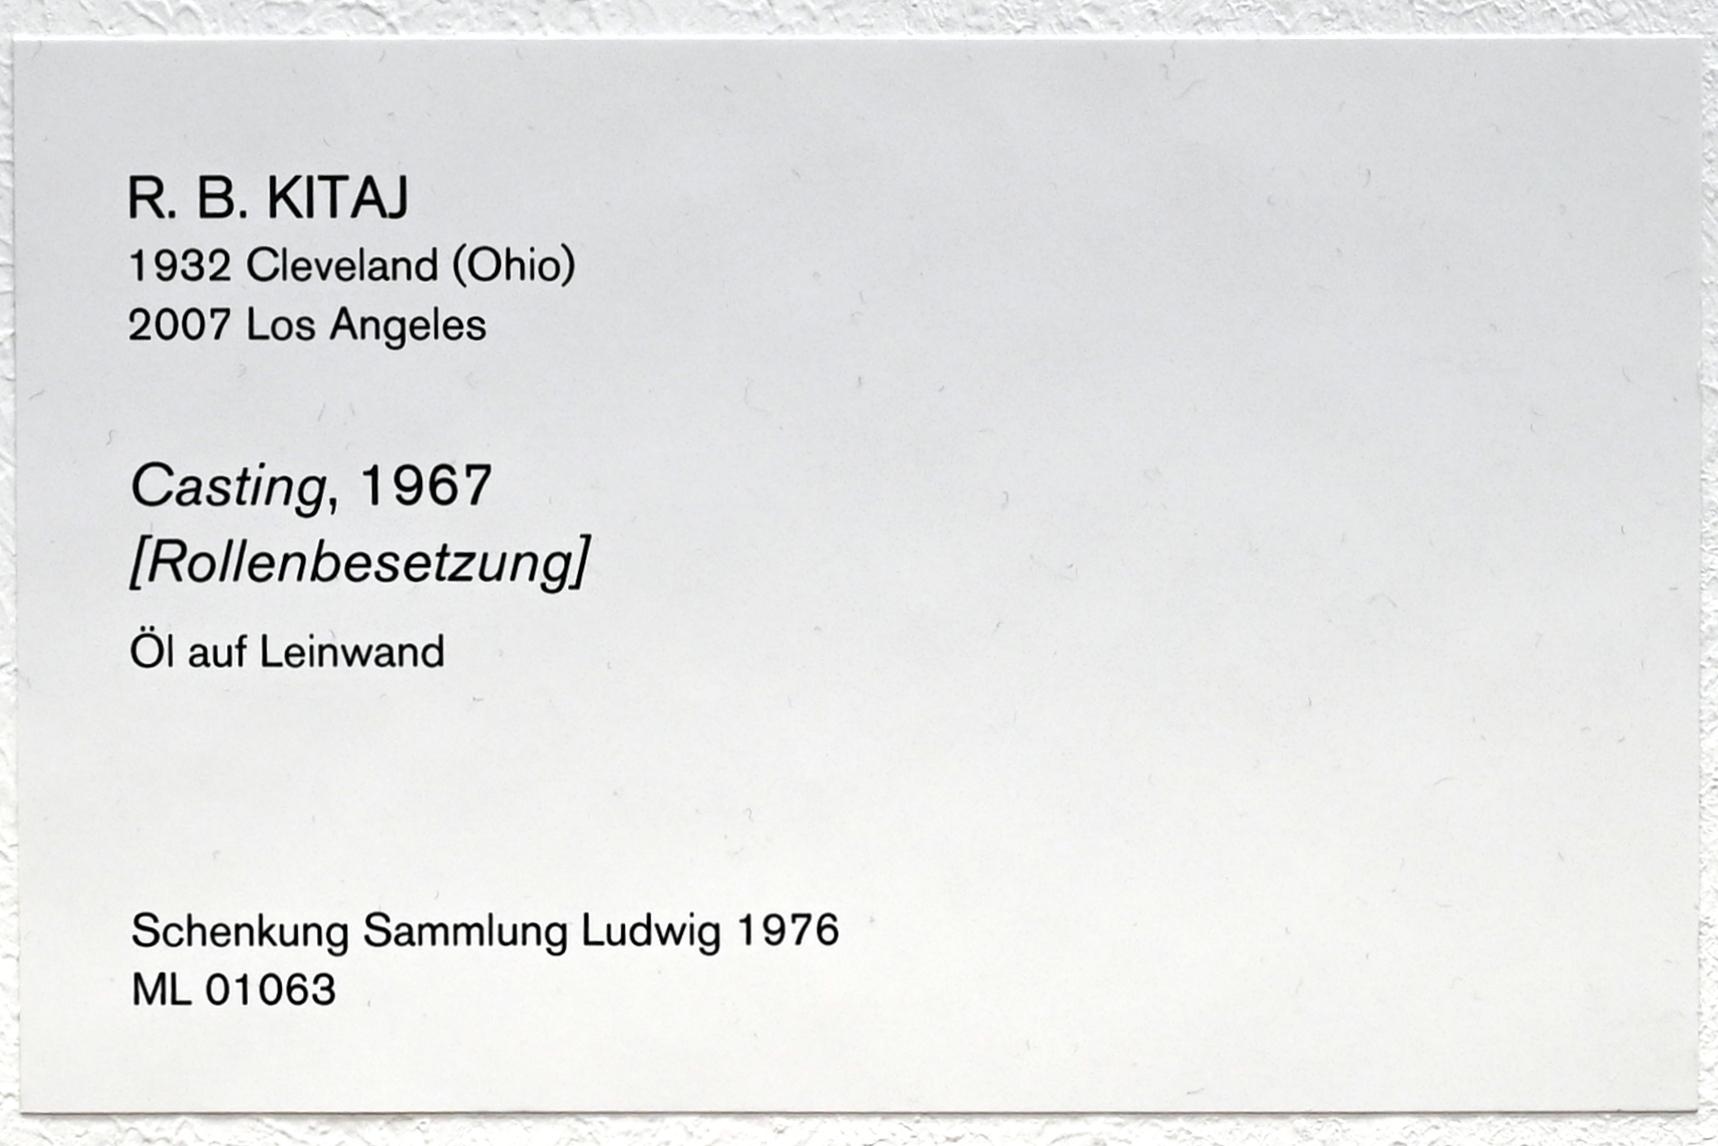 R. B. KITAJ
1932 Cleveland (Ohio)
2007 Los Angeles
Casting, 1967
[Rollenbesetzung]
Öl auf Leinwand
Schenkung Sammlung Ludwig 1976
ML 01063